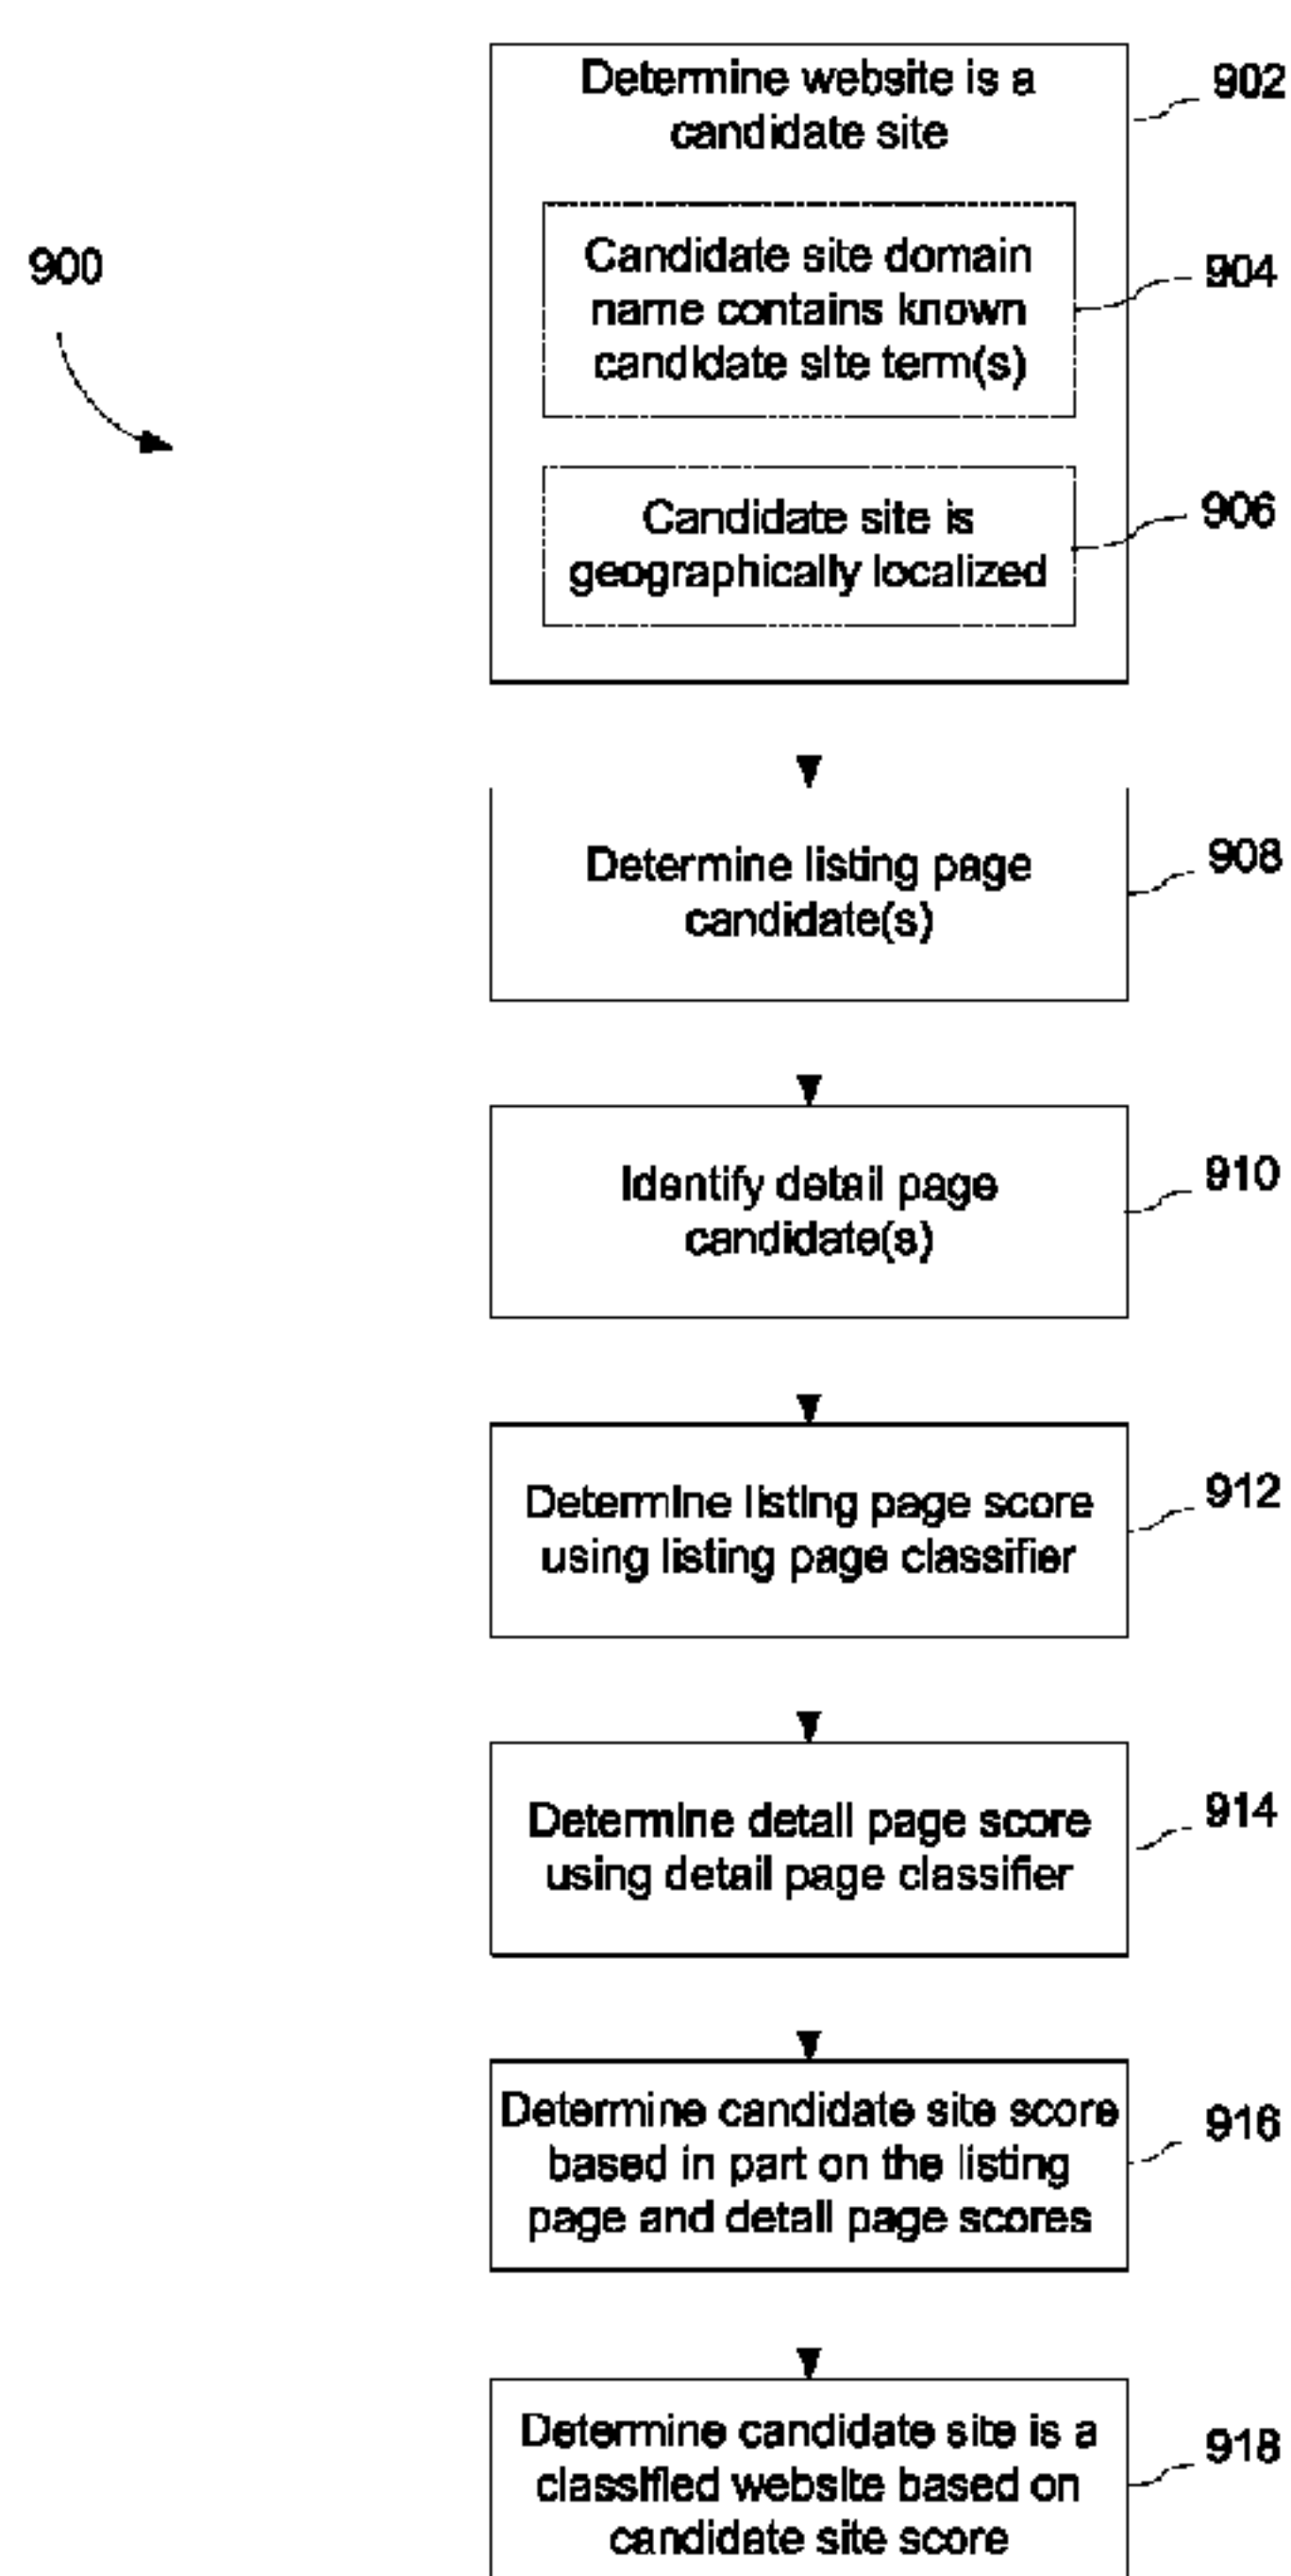 Determine website is a
candidate site
902
Candidate site domain
name contains known
candidate site term(s)
904
900
Candidate site is
geographically localized
906
Determine listing page
candidate(s)
908
Identify detail page
candidate(s)
910
Determine listing page score
using listing page classifier
912
Determine detail page score
using detail page classifier
914
Determine candidate site score
based in part on the listing
page and detail page scores
916
Determine candidate site is a
classified website based on
candidate site score
918